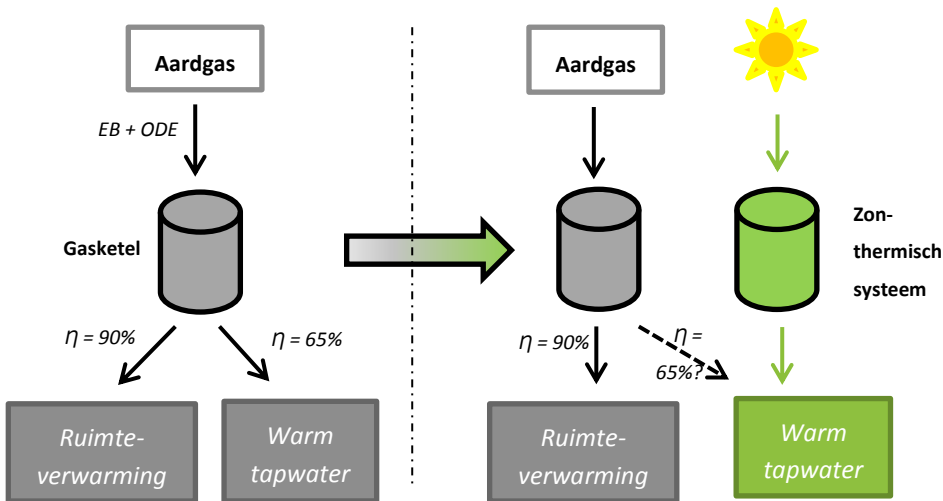 Aardgas
EB + ODE
Gasketel
η = 90%
η = 65%
Ruimte-
verwarming
Warm
tapwater
Aardgas
Zon-
thermisch
systeem
η = 90%
η =
65%?
Ruimte-
verwarming
Warm
tapwater